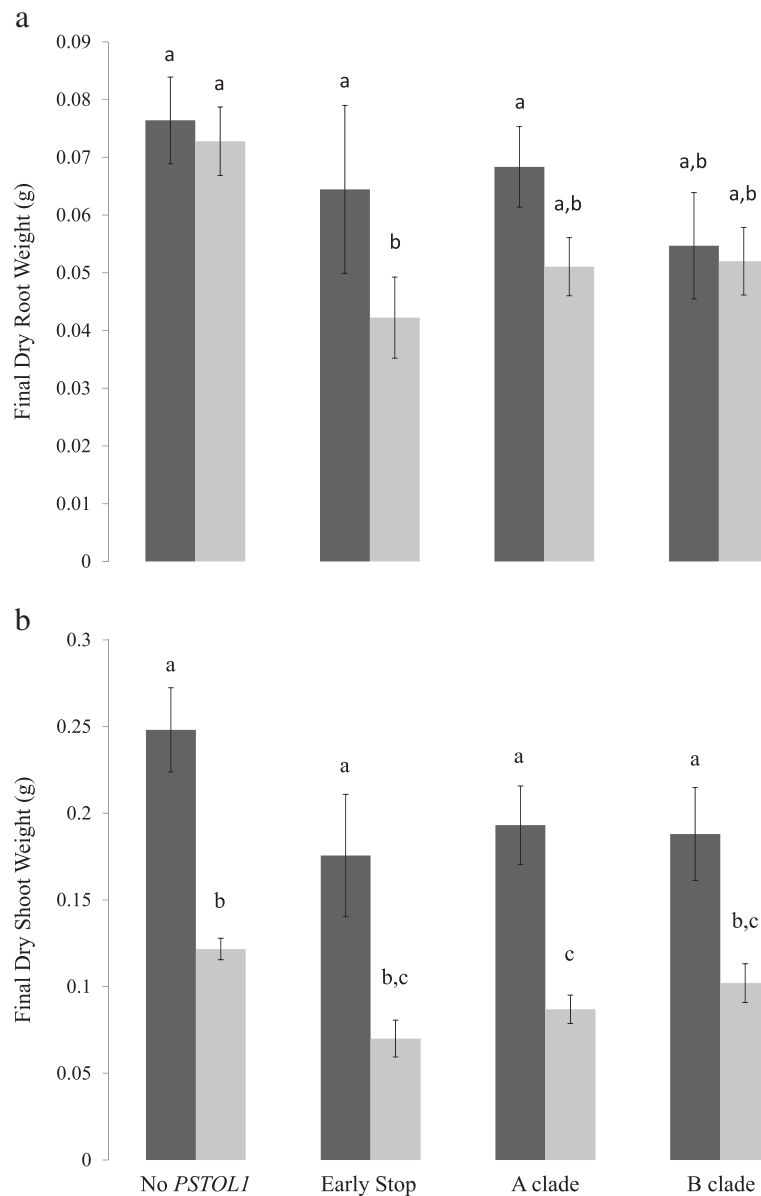 a
Final Dry Root Weight (g)
0.09
0.08
0.07
0.06
0.05
0.04
0.03
0.02
0.01
0
a
a
a
b
a
a,b
a,b
a,b
b
Final Dry Shoot Weight (g)
0.3
0.25
0.2
0.15
0.1
0.05
0
a
b
a
b,c
a
c
a
b,c
No PSTOL1
Early Stop
A clade
B clade